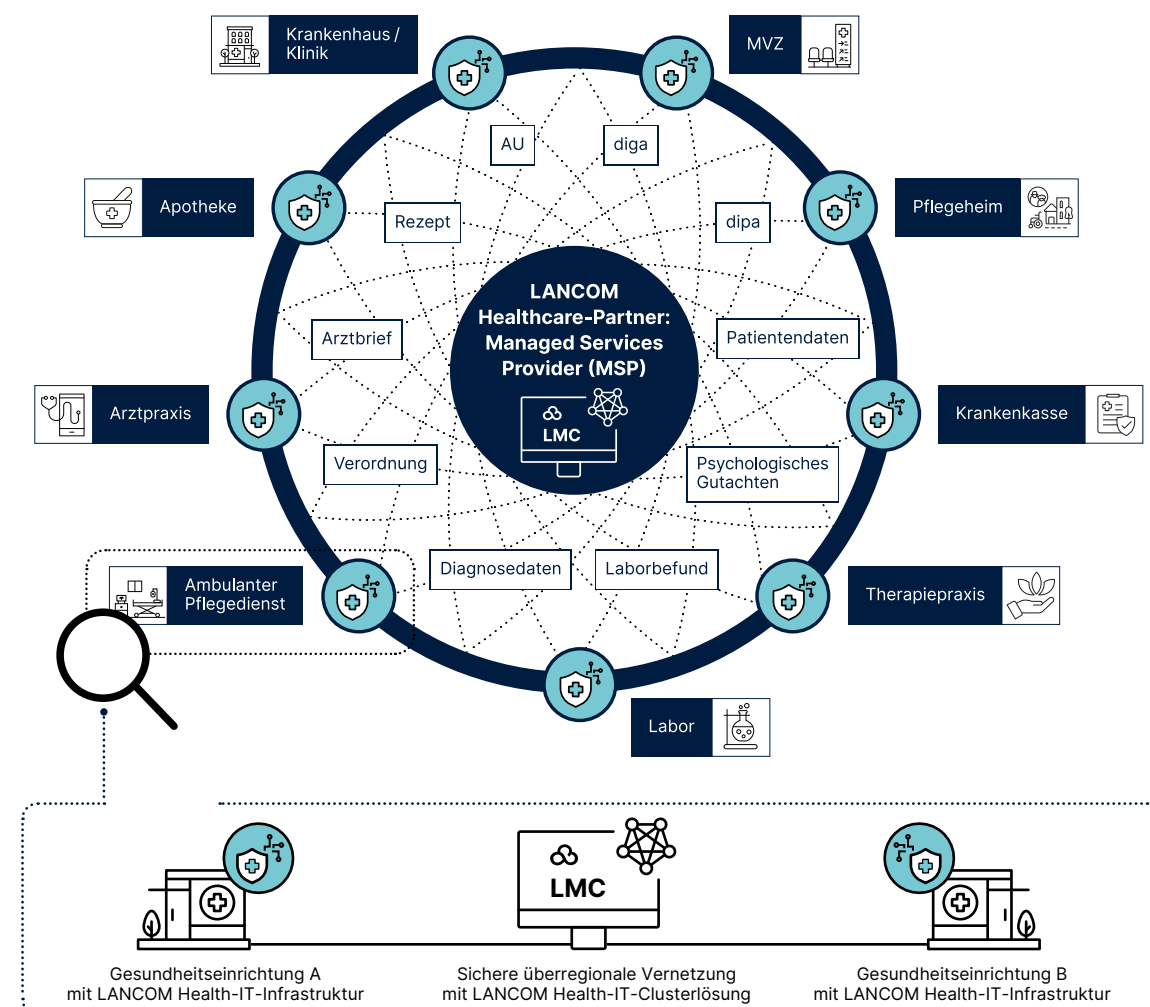 Krankenhaus /
Klinik
MVZ
AU
diga
Apotheke
Rezept
dipa
Pflegeheim
LANCOM
Healthcare-Partner:
Managed Services
Provider (MSP)
LMC
Arztbrief
Patientendaten
Arztpraxis
Krankenkasse
Verordnung
Psychologisches
Gutachten
Diagnosedaten
Laborbefund
Ambulanter
Pflegedienst
Therapiepraxis
Labor
LMC
Gesundheitseinrichtung A
mit LANCOM Health-IT-Infrastruktur
Sichere überregionale Vernetzung
mit LANCOM Health-IT-Clusterlösung
Gesundheitseinrichtung B
mit LANCOM Health-IT-Infrastruktur